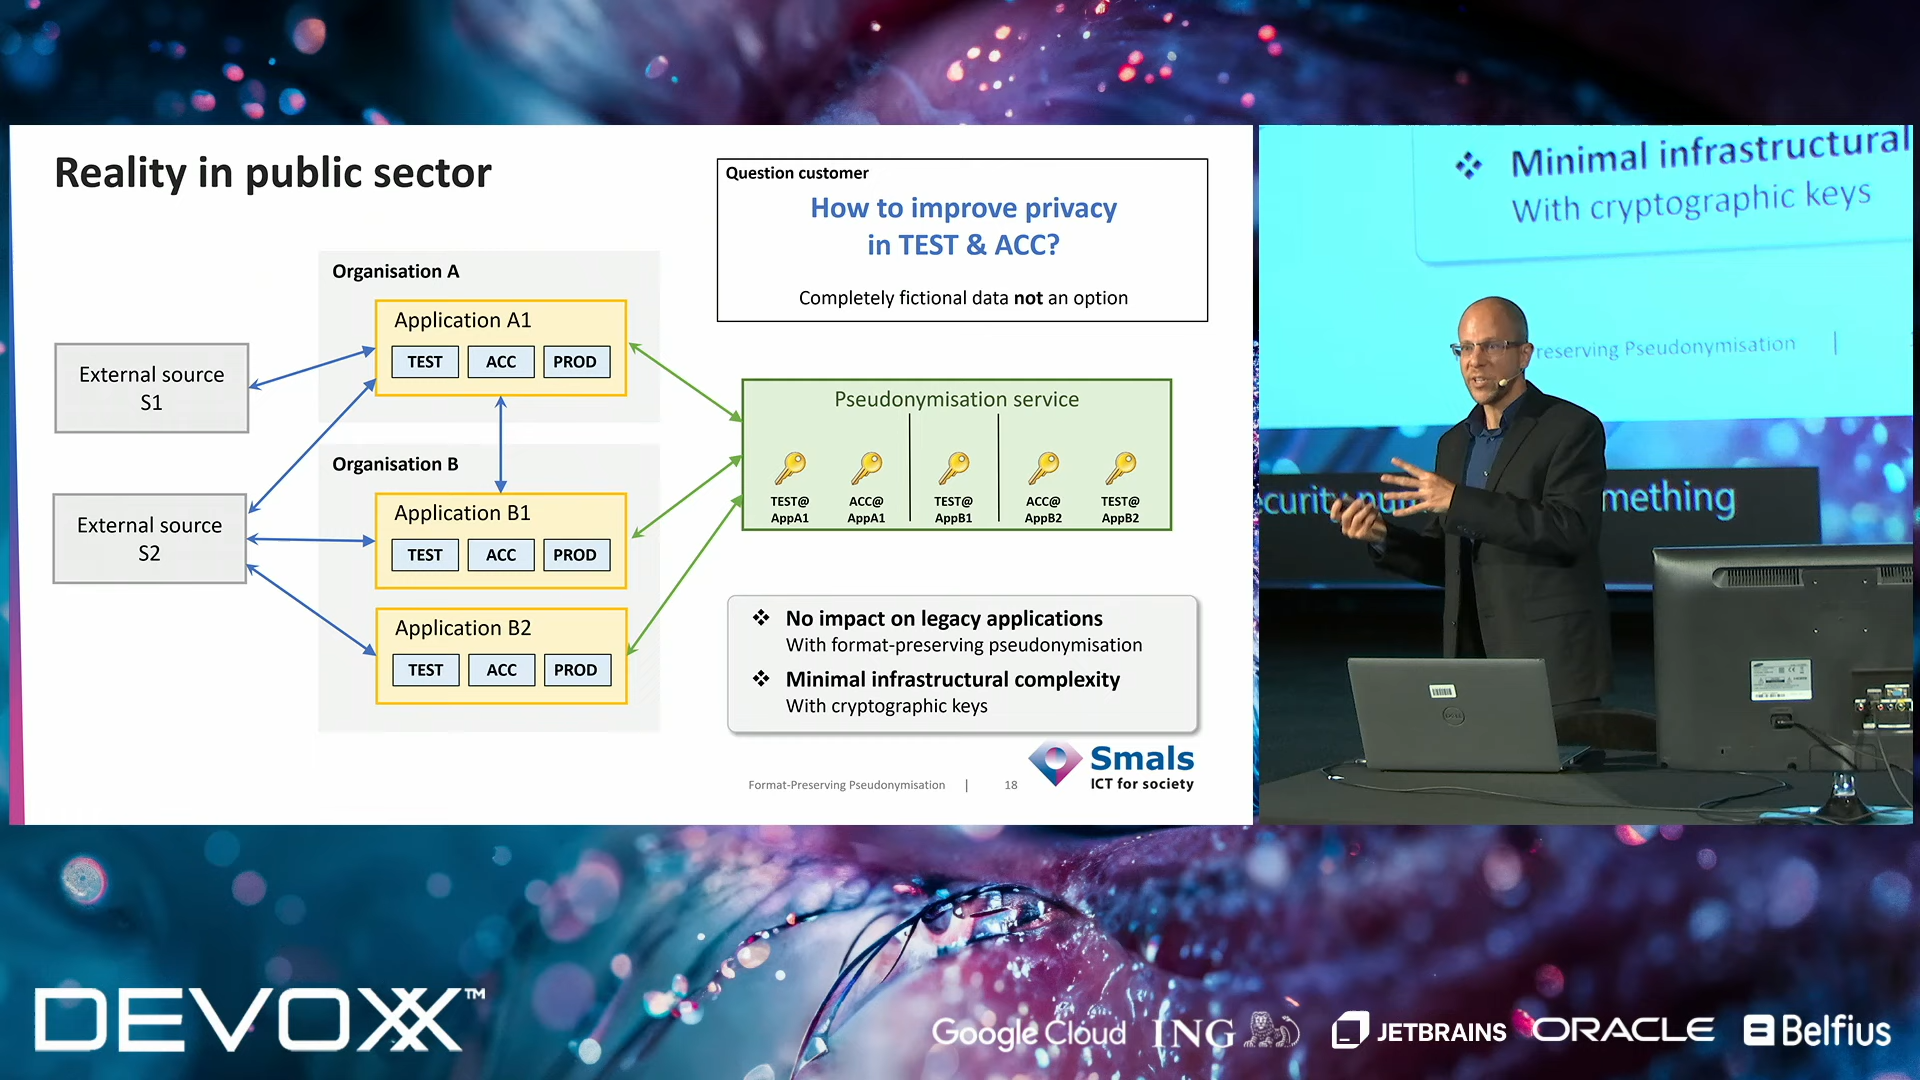 Reality in public sector
Question customer
How to improve privacy
in TEST & ACC?
Completely fictional data not an option
Organisation A
Application A1
TEST
ACC
PROD
External source
S1
Organisation B
Application B1
TEST
ACC
PROD
External source
S2
Application B2
TEST
ACC
PROD
Pseudonymisation service
TEST@
AppA1
ACC@
AppA1
TEST@
AppB1
ACC@
AppB2
TEST@
AppB2
❖ No impact on legacy applications
With format-preserving pseudonymisation
❖ Minimal infrastructural complexity
With cryptographic keys
Smals
ICT for society
Format-Preserving Pseudonymisation | 18
❖ Minimal infrastructural
With cryptographic keys
reserving Pseudonymisation |
mething
DELL
DEVOXX™
Google Cloud
ING
JETBRAINS
ORACLE
Belfius